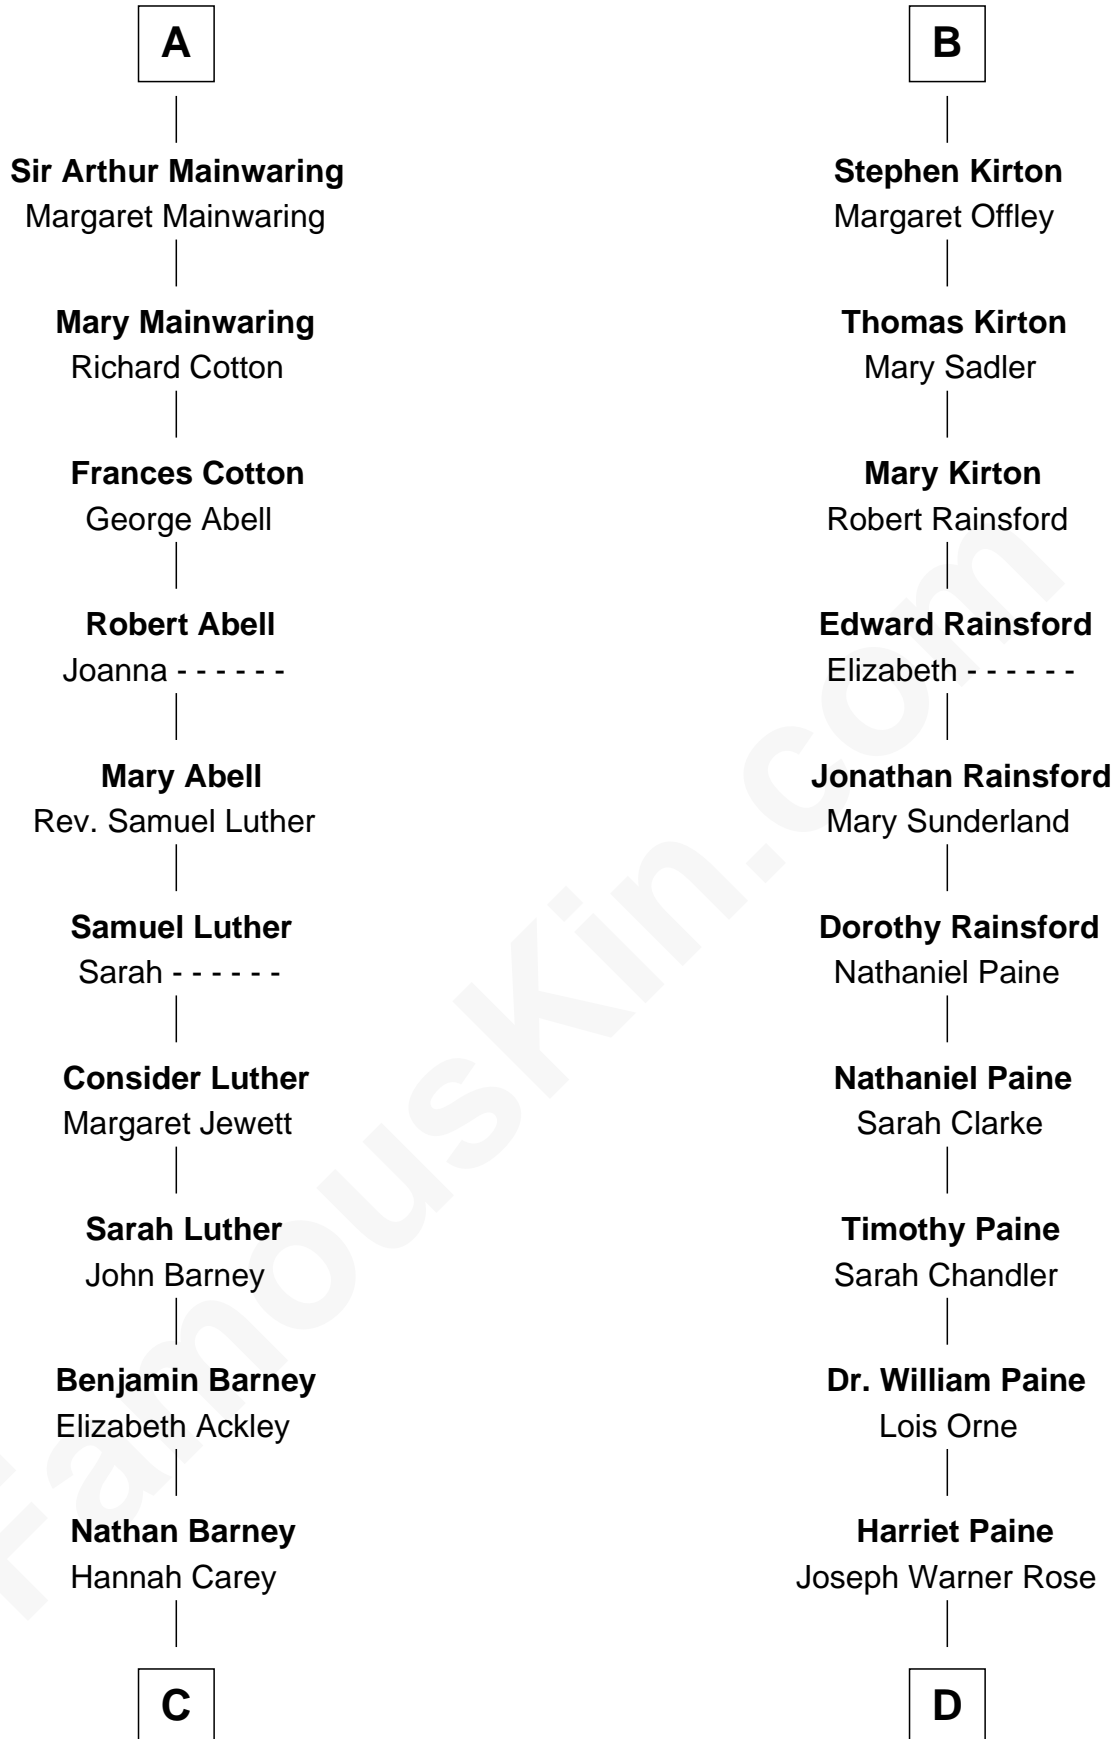 A
Sir Arthur Mainwaring
Margaret Mainwaring
Mary Mainwaring
Richard Cotton
Frances Cotton
George Abell
Robert Abell
Joanna - - - - - -
Mary Abell
Rev. Samuel Luther
Samuel Luther
Sarah - - - - - -
Consider Luther
Margaret Jewett
Sarah Luther
John Barney
Benjamin Barney
Elizabeth Ackley
Nathan Barney
Hannah Carey
C
B
Stephen Kirton
Margaret Offley
Thomas Kirton
Mary Sadler
Mary Kirton
Robert Rainsford
Edward Rainsford
Elizabeth - - - - - -
Jonathan Rainsford
Mary Sunderland
Dorothy Rainsford
Nathaniel Paine
Nathaniel Paine
Sarah Clarke
Timothy Paine
Sarah Chandler
Dr. William Paine
Lois Orne
Harriet Paine
Joseph Warner Rose
D
FamousKin.com